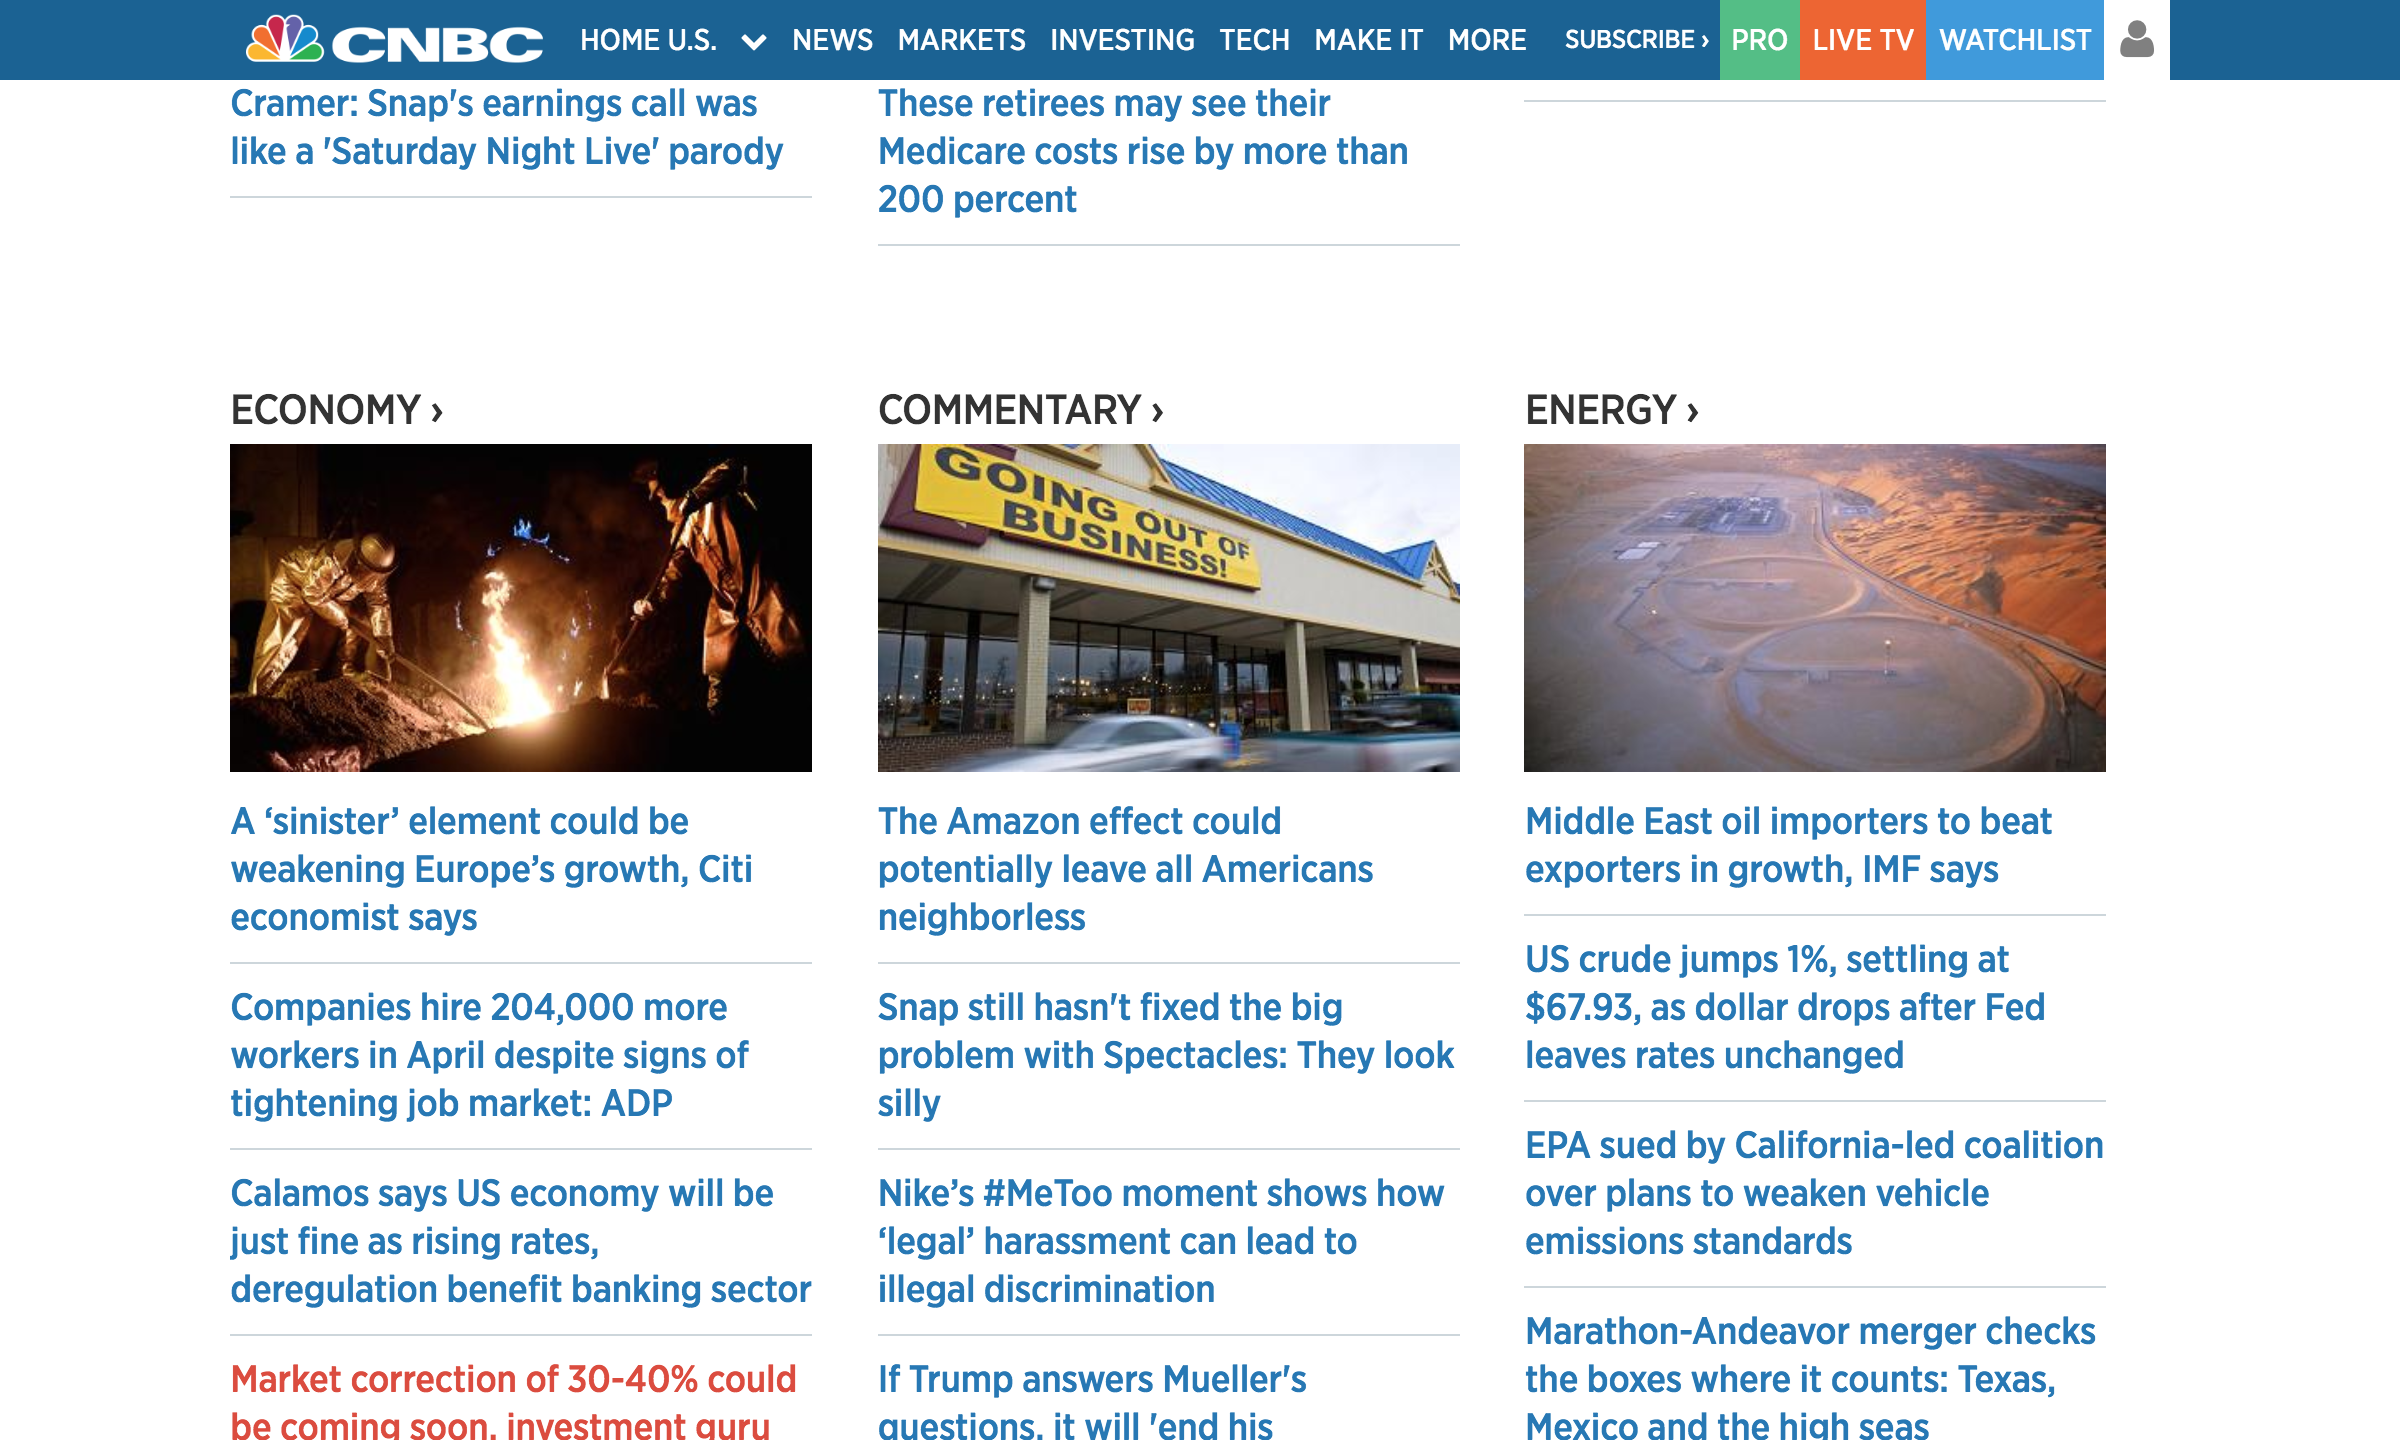 CNBC HOME U.S. NEWS MARKETS INVESTING TECH MAKE IT MORE SUBSCRIBE › PRO LIVE TV WATCHLIST
Cramer: Snap's earnings call was
like a 'Saturday Night Live' parody
These retirees may see their
Medicare costs rise by more than
200 percent
ECONOMY ›
A ‘sinister’ element could be
weakening Europe’s growth, Citi
economist says
Companies hire 204,000 more
workers in April despite signs of
tightening job market: ADP
Calamos says US economy will be
just fine as rising rates,
deregulation benefit banking sector
Market correction of 30-40% could
be coming soon, investment guru
COMMENTARY ›
GOING OUT OF
BUSINESS!
The Amazon effect could
potentially leave all Americans
neighborless
Snap still hasn't fixed the big
problem with Spectacles: They look
silly
Nike’s #MeToo moment shows how
‘legal’ harassment can lead to
illegal discrimination
If Trump answers Mueller's
questions, it will 'end his
ENERGY ›
Middle East oil importers to beat
exporters in growth, IMF says
US crude jumps 1%, settling at
$67.93, as dollar drops after Fed
leaves rates unchanged
EPA sued by California-led coalition
over plans to weaken vehicle
emissions standards
Marathon-Andeavor merger checks
the boxes where it counts: Texas,
Mexico and the high seas